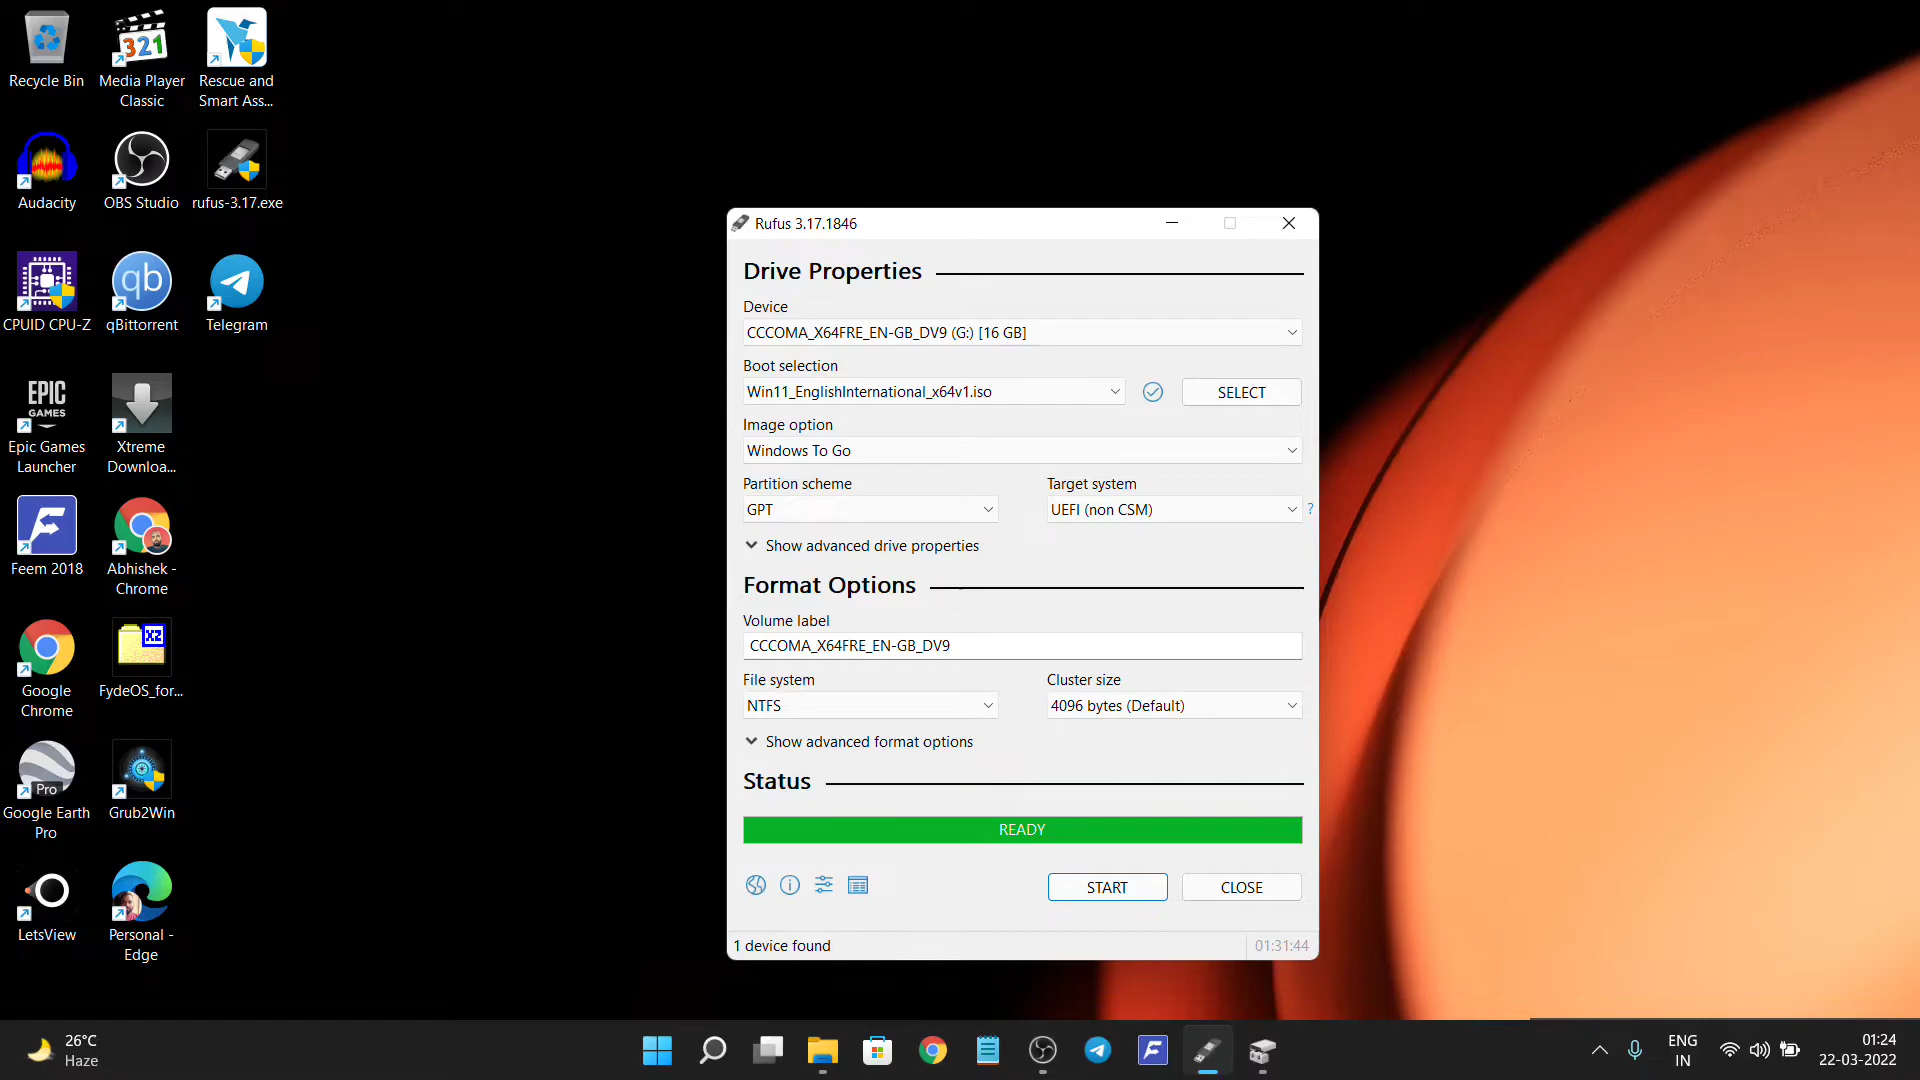 Recycle Bin
321
Media Player
Classic
Rescue and
Smart Ass...
Audacity
OBS Studio
rufus-3.17.exe
CPUID CPU-Z
qb
qBittorrent
Telegram
EPIC
GAMES
Epic Games
Launcher
Xtreme
Downloa...
Feem 2018
Abhishek -
Chrome
Google
Chrome
XZ
FydeOS_for...
Pro
Google Earth
Pro
Grub2Win
LetsView
Personal -
Edge
Rufus 3.17.1846
Drive Properties
Device
CCCOMA_X64FRE_EN-GB_DV9 (G:) [16 GB]
Boot selection
Win11_EnglishInternational_x64v1.iso
SELECT
Image option
Windows To Go
Partition scheme
Target system
GPT
UEFI (non CSM)
?
Show advanced drive properties
Format Options
Volume label
CCCOMA_X64FRE_EN-GB_DV9
File system
Cluster size
NTFS
4096 bytes (Default)
Show advanced format options
Status
READY
START
CLOSE
1 device found
01:31:44
26°C
Haze
ENG
IN
01:24
22-03-2022